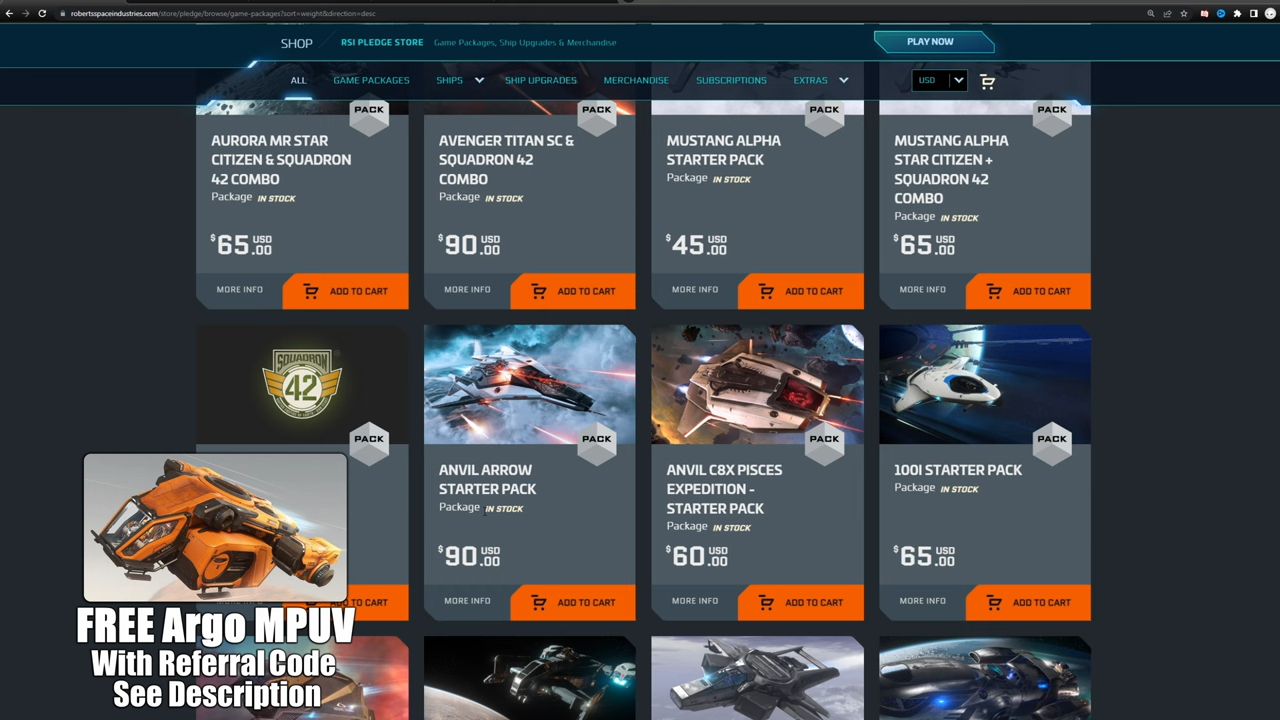 robertsspaceindustries.com/store/pledge/browse/game-packages?sort=weight&direction=desc
SHOP
RSI PLEDGE STORE
Game Packages, Ship Upgrades & Merchandise
PLAY NOW
ALL
GAME PACKAGES
SHIPS
SHIP UPGRADES
MERCHANDISE
SUBSCRIPTIONS
EXTRAS
USD
PACK
PACK
PACK
PACK
AURORA MR STAR
CITIZEN & SQUADRON
42 COMBO
Package IN STOCK
$65 USD .00
MORE INFO
ADD TO CART
AVENGER TITAN SC &
SQUADRON 42
COMBO
Package IN STOCK
$90 USD .00
MORE INFO
ADD TO CART
MUSTANG ALPHA
STARTER PACK
Package IN STOCK
$45 USD .00
MORE INFO
ADD TO CART
MUSTANG ALPHA
STAR CITIZEN +
SQUADRON 42
COMBO
Package IN STOCK
$65 USD .00
MORE INFO
ADD TO CART
SQUADRON
42
PACK
ADD TO CART
PACK
ANVIL ARROW
STARTER PACK
Package IN STOCK
$90 USD .00
MORE INFO
ADD TO CART
PACK
ANVIL C8X PISCES
EXPEDITION -
STARTER PACK
Package IN STOCK
$60 USD .00
MORE INFO
ADD TO CART
PACK
100I STARTER PACK
Package IN STOCK
$65 USD .00
MORE INFO
ADD TO CART
FREE Argo MPUV
With Referral Code
See Description